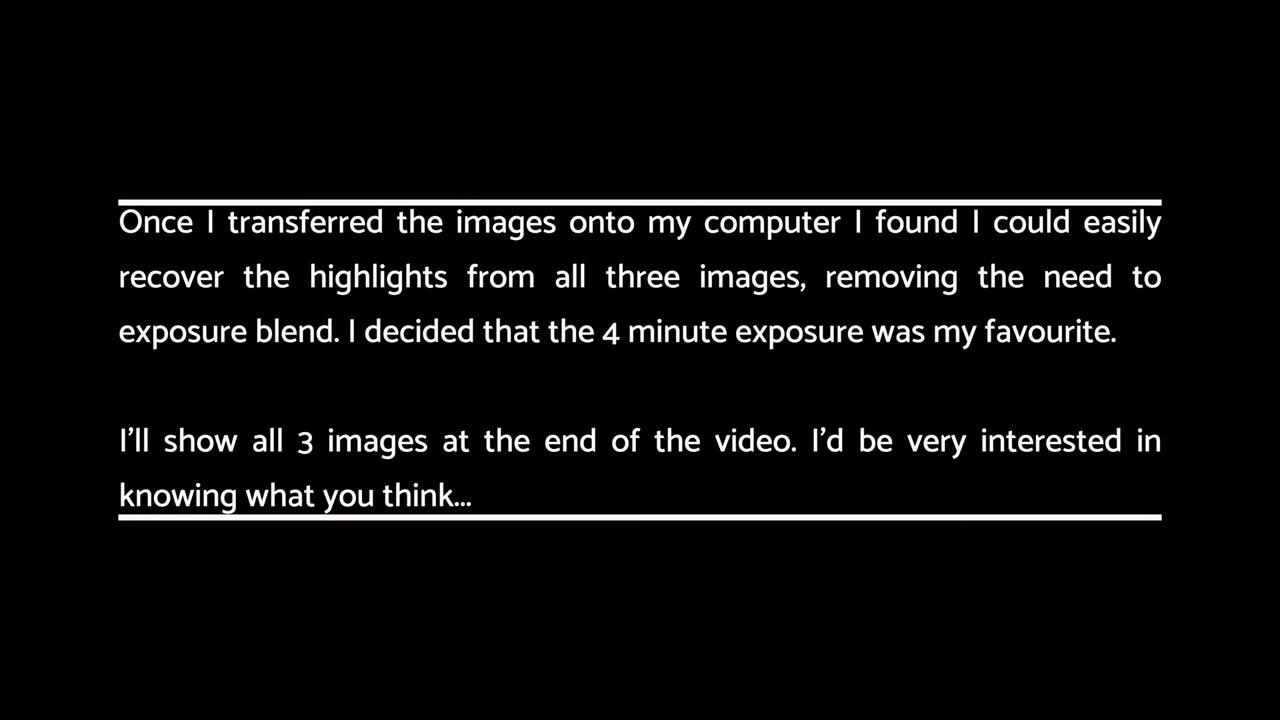 Once I transferred the images onto my computer I found I could easily
recover the highlights from all three images, removing the need to
exposure blend. I decided that the 4 minute exposure was my favourite.
I'll show all 3 images at the end of the video. I'd be very interested in
knowing what you think...